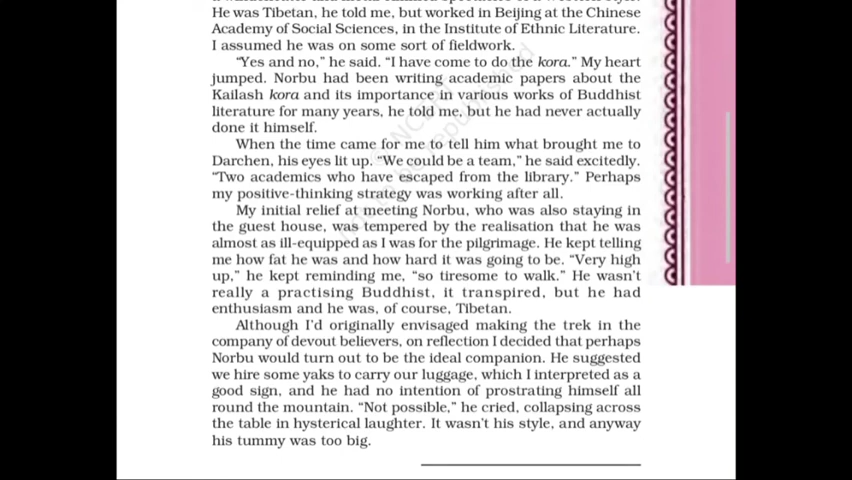 He was Tibetan, he told me, but worked in Beijing at the Chinese
Academy of Social Sciences, in the Institute of Ethnic Literature.
I assumed he was on some sort of fieldwork.
“Yes and no,” he said. “I have come to do the kora.” My heart
jumped. Norbu had been writing academic papers about the
Kailash kora and its importance in various works of Buddhist
literature for many years, he told me, but he had never actually
done it himself.
When the time came for me to tell him what brought me to
Darchen, his eyes lit up. “We could be a team,” he said excitedly.
“Two academics who have escaped from the library.” Perhaps
my positive-thinking strategy was working after all.
My initial relief at meeting Norbu, who was also staying in
the guest house, was tempered by the realisation that he was
almost as ill-equipped as I was for the pilgrimage. He kept telling
me how fat he was and how hard it was going to be. “Very high
up,” he kept reminding me, “so tiresome to walk.” He wasn’t
really a practising Buddhist, it transpired, but he had
enthusiasm and he was, of course, Tibetan.
Although I’d originally envisaged making the trek in the
company of devout believers, on reflection I decided that perhaps
Norbu would turn out to be the ideal companion. He suggested
we hire some yaks to carry our luggage, which I interpreted as a
good sign, and he had no intention of prostrating himself all
round the mountain. “Not possible,” he cried, collapsing across
the table in hysterical laughter. It wasn’t his style, and anyway
his tummy was too big.